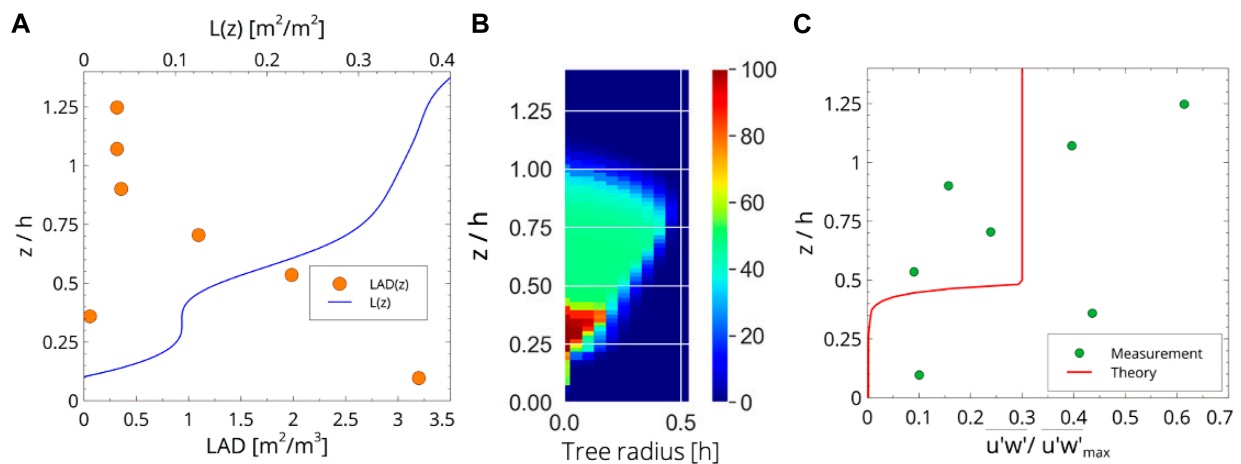 A
L(z) [m²/m²]
0 0.1 0.2 0.3 0.4
z / h
1.25
1
0.75
0.5
0.25
0
LAD(z)
L(z)
0 0.5 1 1.5 2 2.5 3 3.5
LAD [m²/m³]
B
z / h
1.25
1.00
0.75
0.50
0.25
0.00
0.0 0.5
Tree radius [h]
100
80
60
40
20
0
C
z / h
1.25
1
0.75
0.5
0.25
0
Measurement
Theory
0 0.1 0.2 0.3 0.4 0.5 0.6 0.7
u'w'/ u'w'max